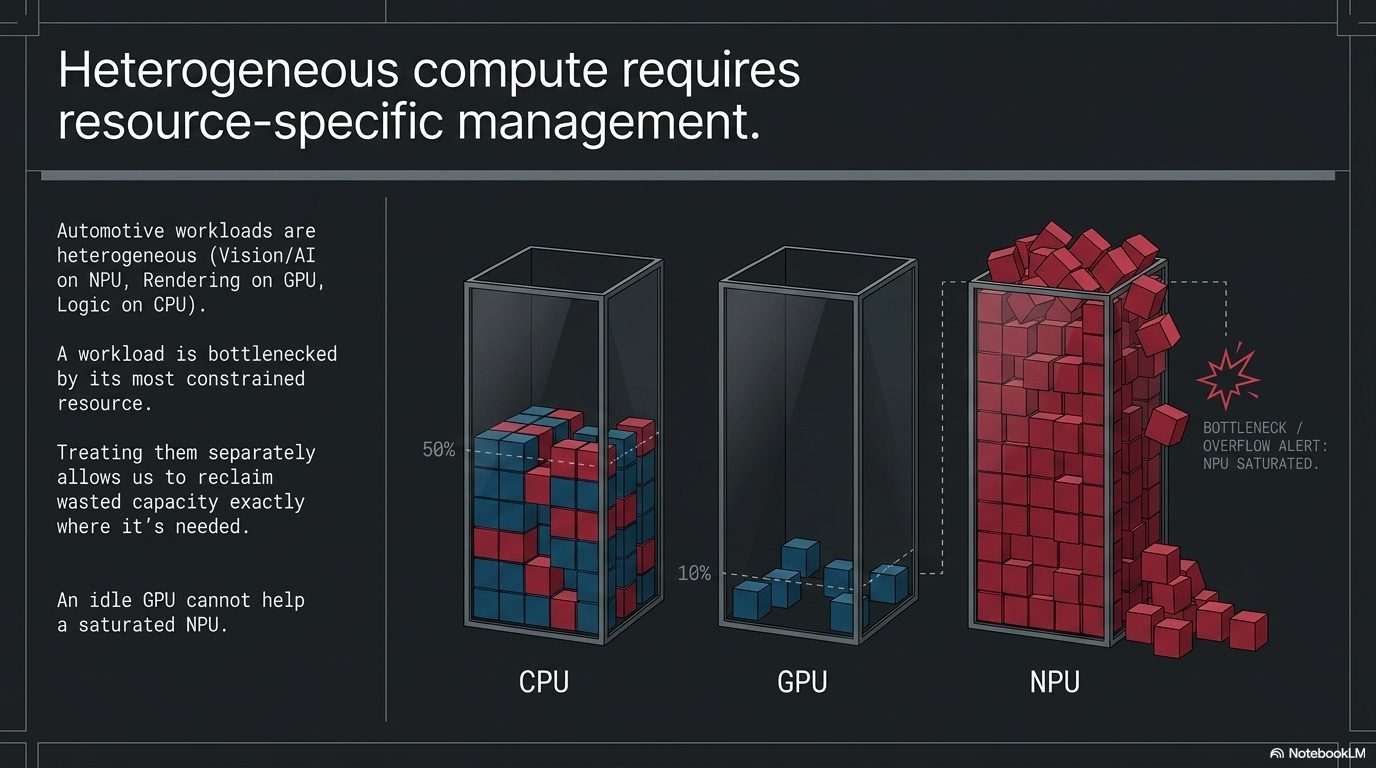 Heterogeneous compute requires
resource-specific management.
Automotive workloads are
heterogeneous (Vision/AI
on NPU, Rendering on GPU,
Logic on CPU).
A workload is bottlenecked
by its most constrained
resource.
Treating them separately
allows us to reclaim
wasted capacity exactly
where it’s needed.
An idle GPU cannot help
a saturated NPU.
50%
10%
BOTTLENECK /
OVERFLOW ALERT:
NPU SATURATED.
CPU
GPU
NPU
NotebookLM